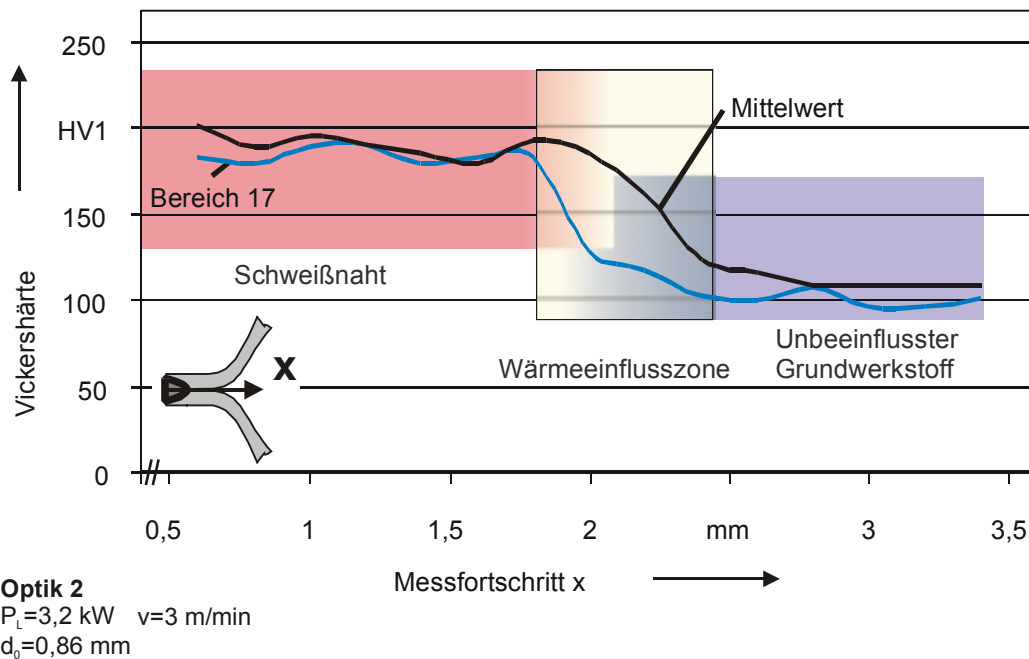 250
HV1
150
100
50
0
Vickershärte
Mittelwert
Bereich 17
Schweißnaht
Wärmeeinflusszone
Unbeeinflusster
Grundwerkstoff
X
0,5
1
1,5
2
mm
3
3,5
Messfortschritt x
Optik 2
P_L=3,2 kW v=3 m/min
d_0=0,86 mm